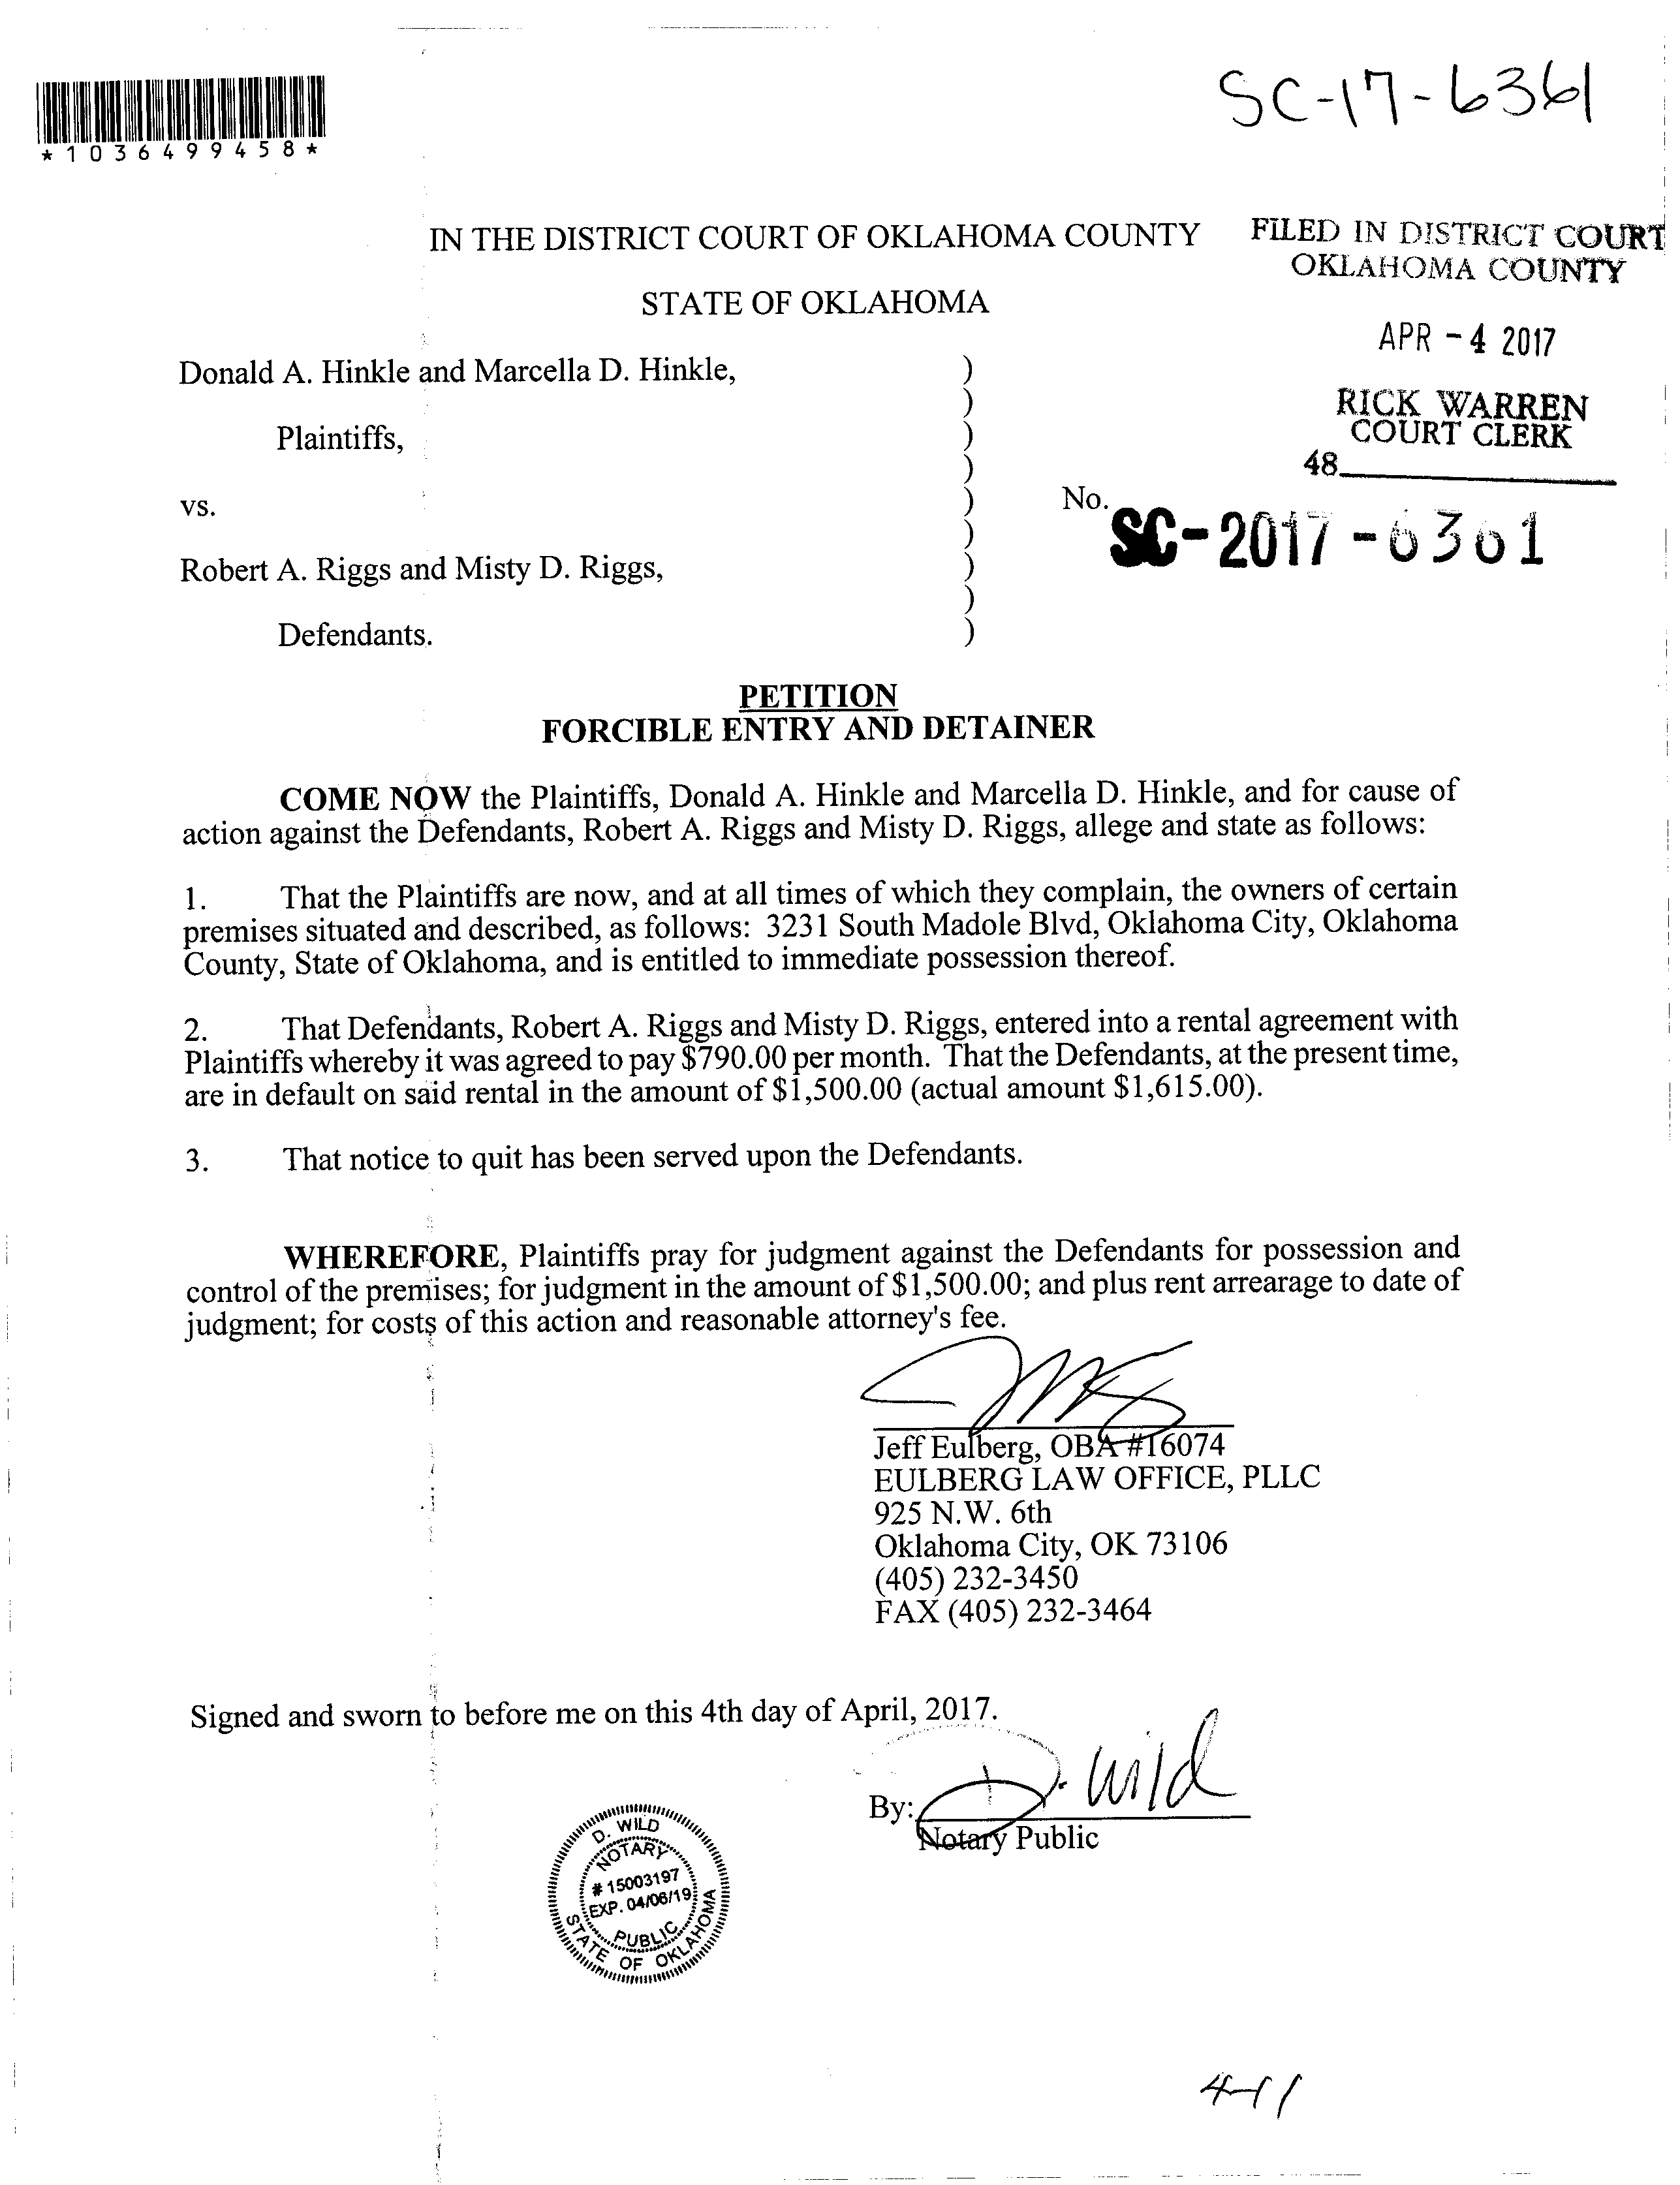 SC-17-6361
*1036499458*
IN THE DISTRICT COURT OF OKLAHOMA COUNTY
STATE OF OKLAHOMA
FILED IN DISTRICT COURT
OKLAHOMA COUNTY
APR -4 2017
RICK WARREN
COURT CLERK
48
Donald A. Hinkle and Marcella D. Hinkle, )
)
Plaintiffs, )
)
vs. ) No. SC-2017-6361
)
Robert A. Riggs and Misty D. Riggs, )
)
Defendants. )
PETITION
FORCIBLE ENTRY AND DETAINER
COME NOW the Plaintiffs, Donald A. Hinkle and Marcella D. Hinkle, and for cause of
action against the Defendants, Robert A. Riggs and Misty D. Riggs, allege and state as follows:
1. That the Plaintiffs are now, and at all times of which they complain, the owners of certain
premises situated and described, as follows: 3231 South Madole Blvd, Oklahoma City, Oklahoma
County, State of Oklahoma, and is entitled to immediate possession thereof.
2. That Defendants, Robert A. Riggs and Misty D. Riggs, entered into a rental agreement with
Plaintiffs whereby it was agreed to pay $790.00 per month. That the Defendants, at the present time,
are in default on said rental in the amount of $1,500.00 (actual amount $1,615.00).
3. That notice to quit has been served upon the Defendants.
WHEREFORE, Plaintiffs pray for judgment against the Defendants for possession and
control of the premises; for judgment in the amount of $1,500.00; and plus rent arrearage to date of
judgment; for costs of this action and reasonable attorney's fee.
Jeff Eulberg, OBA #16074
EULBERG LAW OFFICE, PLLC
925 N.W. 6th
Oklahoma City, OK 73106
(405) 232-3450
FAX (405) 232-3464
Signed and sworn to before me on this 4th day of April, 2017.
By: D. Wild
Notary Public
D. WILD
NOTARY
# 15003197
EXP. 04/06/19
PUBLIC
STATE OF OKLAHOMA
4-11